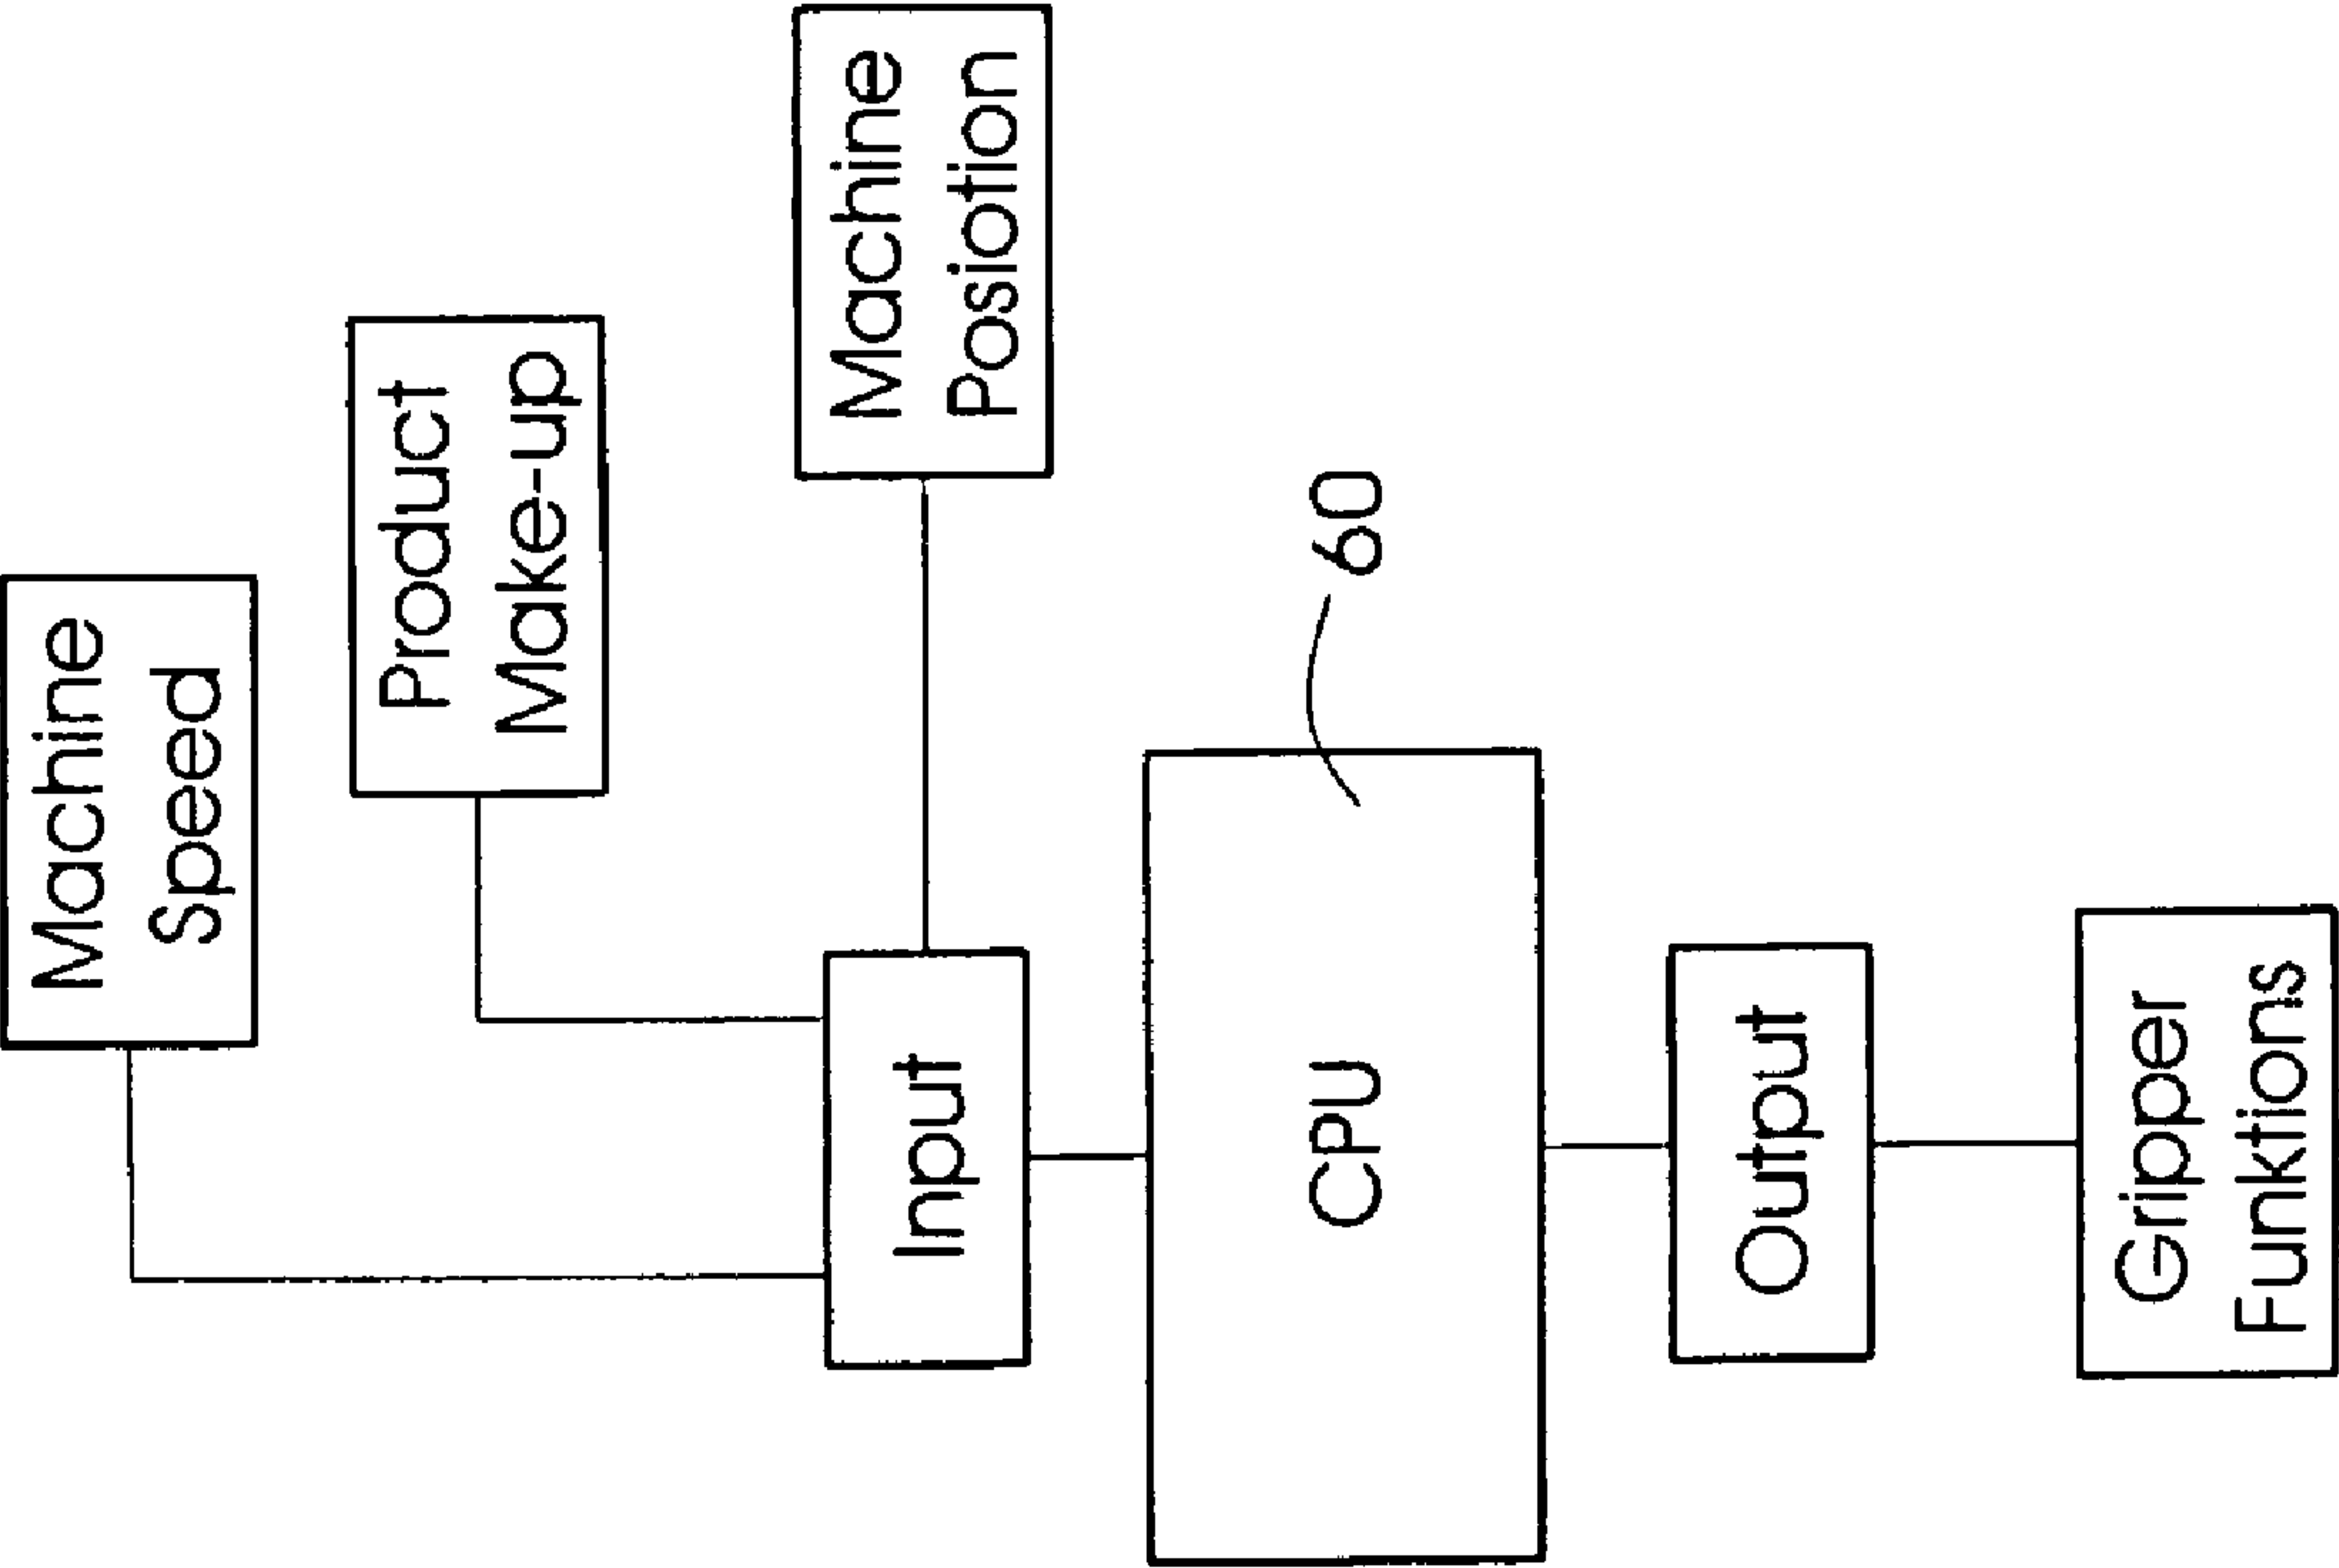 Machine
Speed
Product
Make-up
Machine
Posiotion
Input
CPU
60
Output
Gripper
Funktions